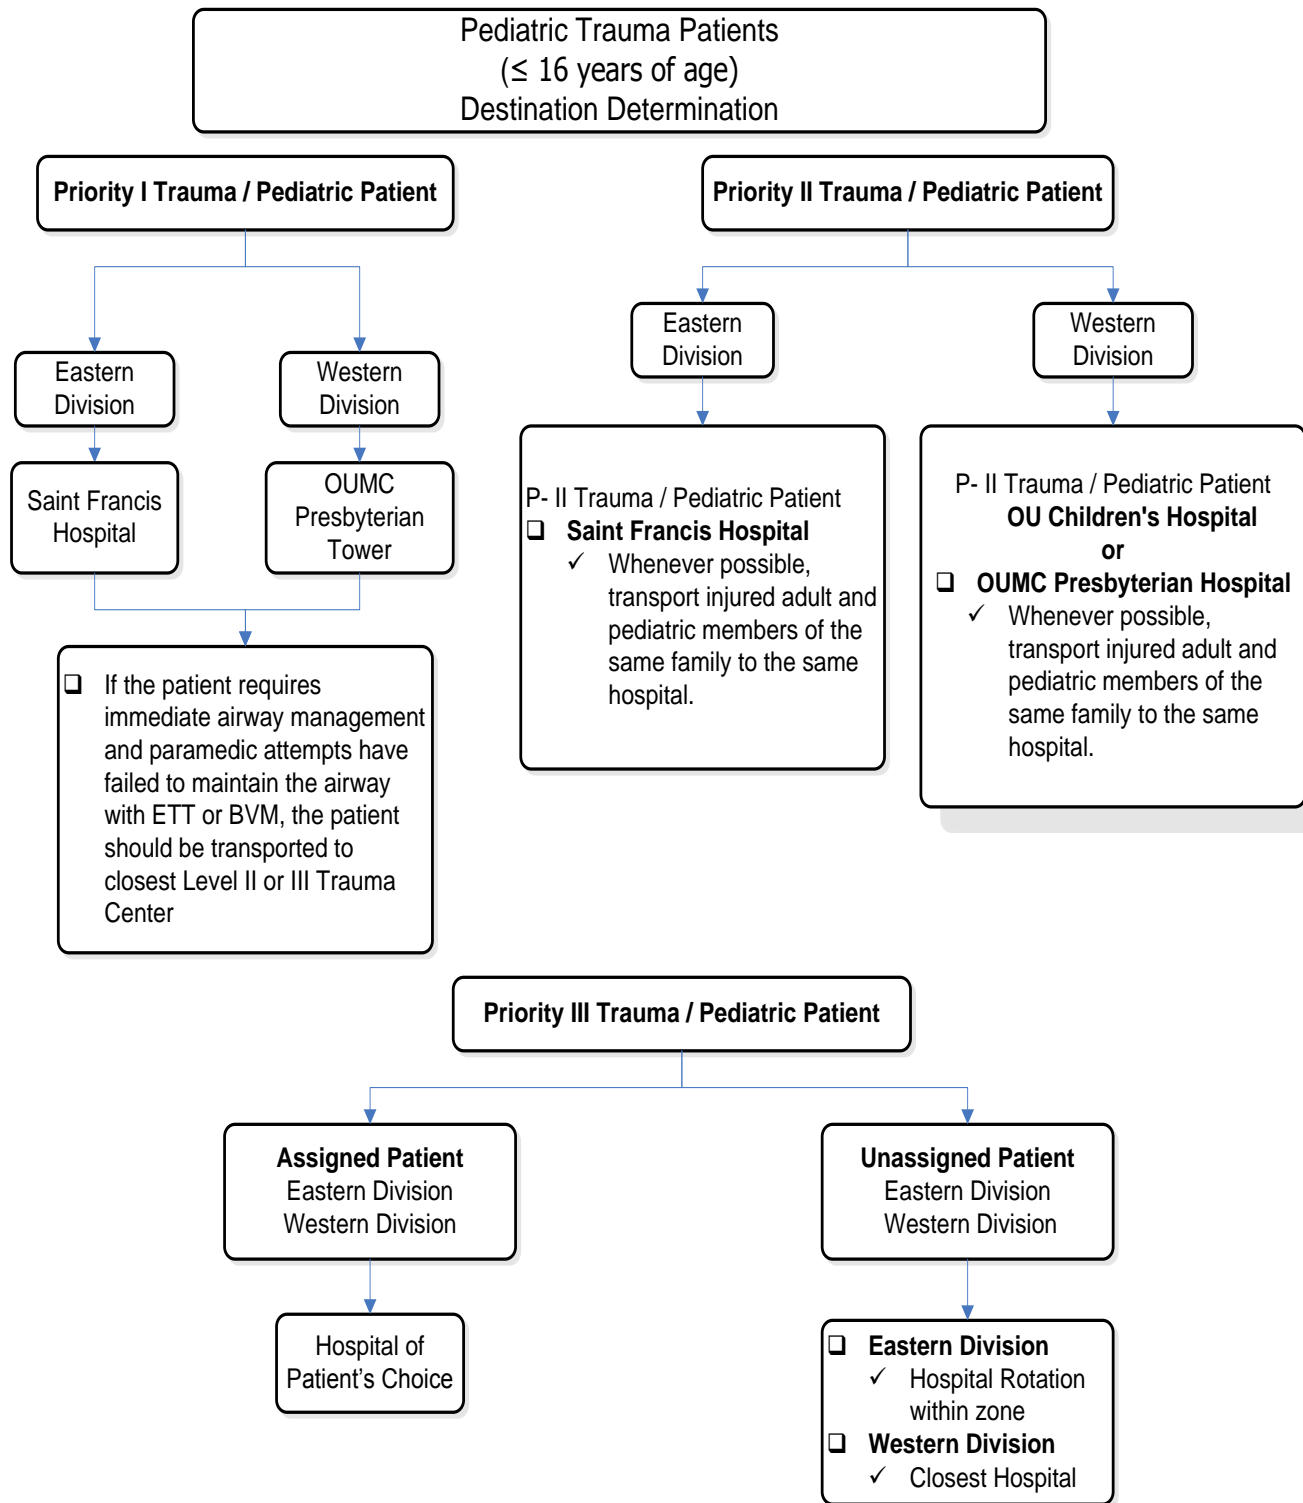 Pediatric Trauma Patients
(≤ 16 years of age)
Destination Determination
Priority I Trauma / Pediatric Patient
Eastern
Division
Western
Division
Saint Francis
Hospital
OUMC
Presbyterian
Tower
❑ If the patient requires
immediate airway management
and paramedic attempts have
failed to maintain the airway
with ETT or BVM, the patient
should be transported to
closest Level II or III Trauma
Center
Priority II Trauma / Pediatric Patient
Eastern
Division
Western
Division
P- II Trauma / Pediatric Patient
❑ Saint Francis Hospital
✓ Whenever possible,
transport injured adult and
pediatric members of the
same family to the same
hospital.
P- II Trauma / Pediatric Patient
OU Children's Hospital
or
❑ OUMC Presbyterian Hospital
✓ Whenever possible,
transport injured adult and
pediatric members of the
same family to the same
hospital.
Priority III Trauma / Pediatric Patient
Assigned Patient
Eastern Division
Western Division
Hospital of
Patient’s Choice
Unassigned Patient
Eastern Division
Western Division
❑ Eastern Division
✓ Hospital Rotation
within zone
❑ Western Division
✓ Closest Hospital